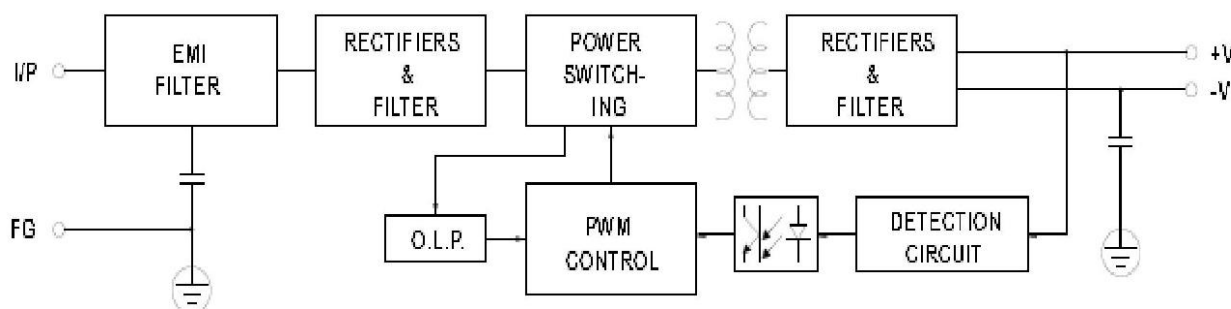 I/P
EMI
FILTER
RECTIFIERS
&
FILTER
POWER
SWITCH-
ING
RECTIFIERS
&
FILTER
+V
-V
FG
O.L.P.
PWM
CONTROL
DETECTION
CIRCUIT